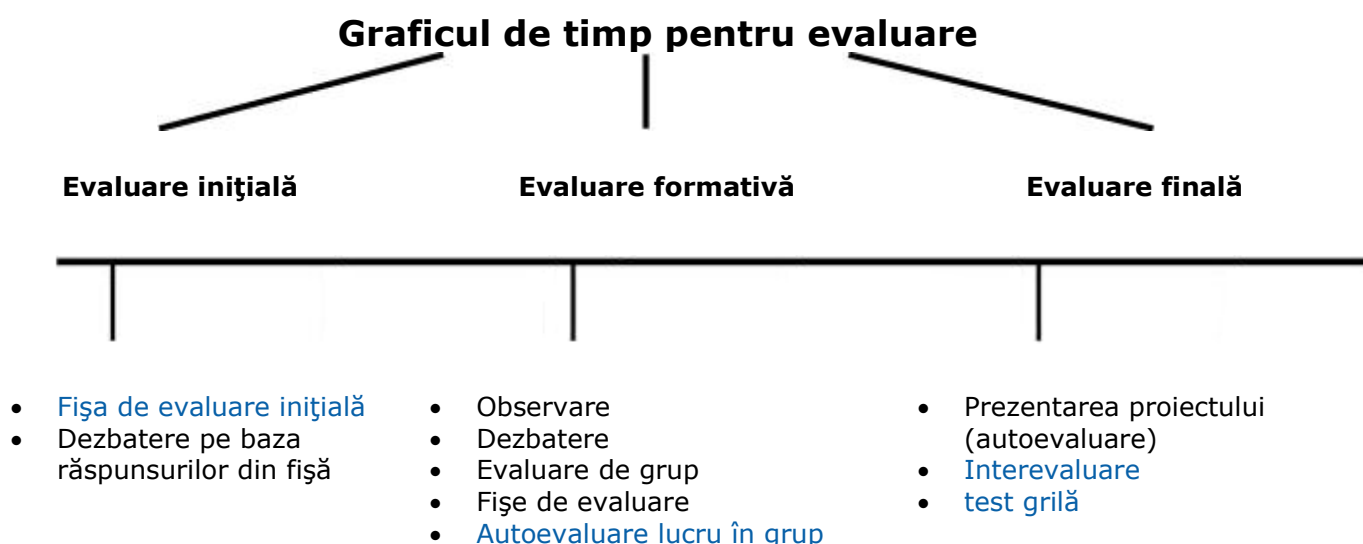 Graficul de timp pentru evaluare
Evaluare iniţială
Evaluare formativă
Evaluare finală
• Fişa de evaluare iniţială
• Dezbatere pe baza
răspunsurilor din fişă
• Observare
• Dezbatere
• Evaluare de grup
• Fişe de evaluare
• Autoevaluare lucru în grup
• Prezentarea proiectului
(autoevaluare)
• Interevaluare
• test grilă